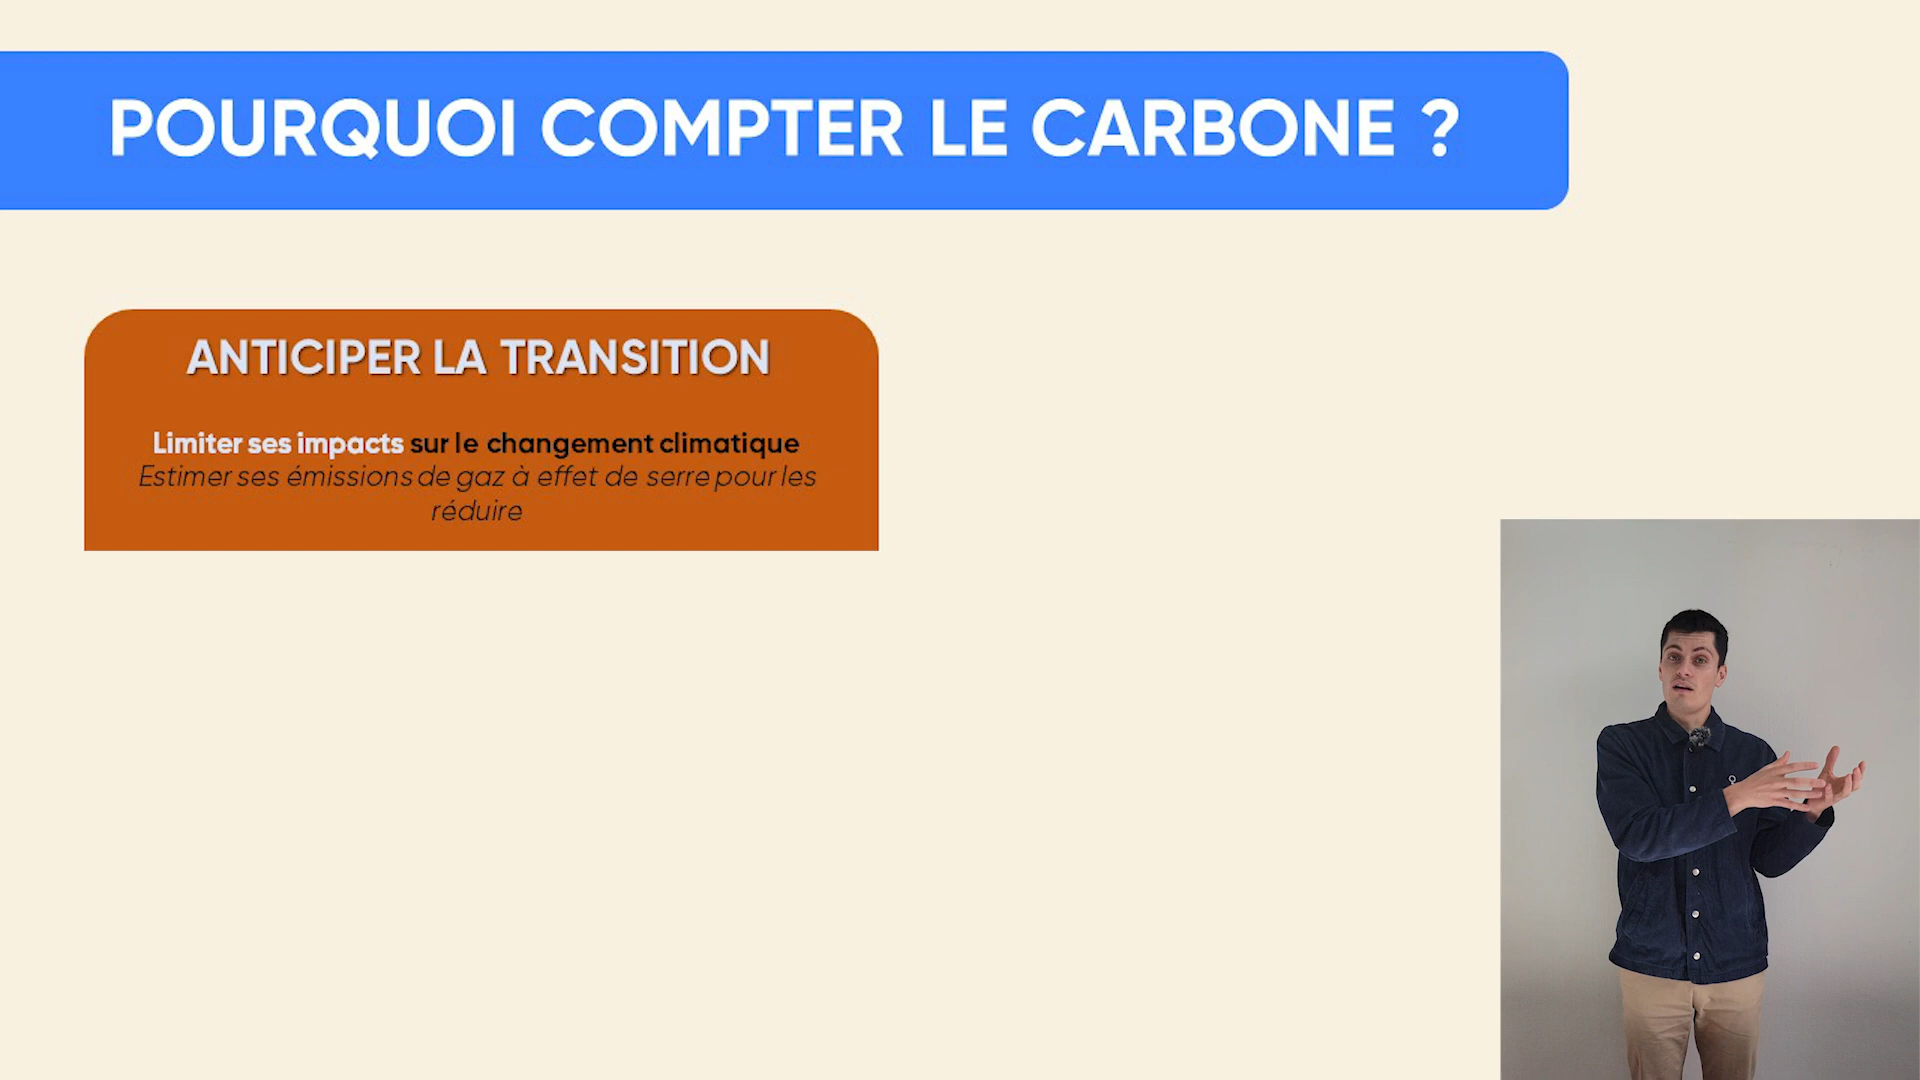 POURQUOI COMPTER LE CARBONE ?
ANTICIPER LA TRANSITION
Limiter ses impacts sur le changement climatique
Estimer ses émissions de gaz à effet de serre pour les
réduire